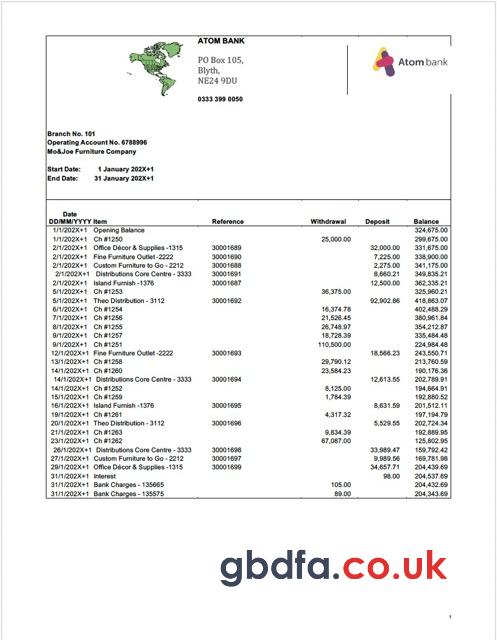 ATOM BANK
PO Box 105,
Blyth,
NE24 9DU
0333 399 0050
Atom bank
Branch No. 101
Operating Account No. 6788996
Mo&Joe Furniture Company
Start Date: 1 January 202X+1
End Date: 31 January 202X+1
Date
DD/MM/YYYY Item Reference Withdrawal Deposit Balance
1/1/202X+1 Opening Balance 324,675.00
1/1/202X+1 Ch #1250 25,000.00 299,675.00
2/1/202X+1 Office Décor & Supplies -1315 30001689 32,000.00 331,675.00
2/1/202X+1 Fine Furniture Outlet -2222 30001690 7,225.00 338,900.00
2/1/202X+1 Custom Furniture to Go - 2212 30001688 2,275.00 341,175.00
2/1/202X+1 Distributions Core Centre - 3333 30001691 8,660.21 349,835.21
2/1/202X+1 Island Furnish -1376 30001687 12,500.00 362,335.21
5/1/202X+1 Ch #1253 36,375.00 325,960.21
5/1/202X+1 Theo Distribution - 3112 30001692 92,902.86 418,863.07
6/1/202X+1 Ch #1254 16,374.78 402,488.29
7/1/202X+1 Ch #1256 21,526.45 380,961.84
8/1/202X+1 Ch #1255 26,748.97 354,212.87
9/1/202X+1 Ch #1257 18,728.39 335,484.48
9/1/202X+1 Ch #1251 110,500.00 224,984.48
12/1/202X+1 Fine Furniture Outlet -2222 30001693 18,566.23 243,550.71
13/1/202X+1 Ch #1258 29,790.12 213,760.59
14/1/202X+1 Ch #1260 23,584.23 190,176.36
14/1/202X+1 Distributions Core Centre - 3333 30001694 12,613.55 202,789.91
14/1/202X+1 Ch #1252 8,125.00 194,664.91
15/1/202X+1 Ch #1259 1,784.39 192,880.52
16/1/202X+1 Island Furnish -1376 30001695 8,631.59 201,512.11
19/1/202X+1 Ch #1261 4,317.32 197,194.79
20/1/202X+1 Theo Distribution - 3112 30001696 5,529.55 202,724.34
21/1/202X+1 Ch #1263 9,834.39 192,889.95
23/1/202X+1 Ch #1262 67,087.00 125,802.95
26/1/202X+1 Distributions Core Centre - 3333 30001698 33,989.47 159,792.42
27/1/202X+1 Custom Furniture to Go - 2212 30001697 9,989.56 169,781.98
29/1/202X+1 Office Décor & Supplies -1315 30001699 34,657.71 204,439.69
31/1/202X+1 Interest 98.00 204,537.69
31/1/202X+1 Bank Charges - 135665 105.00 204,432.69
31/1/202X+1 Bank Charges - 135575 89.00 204,343.69
gbdfa.co.uk